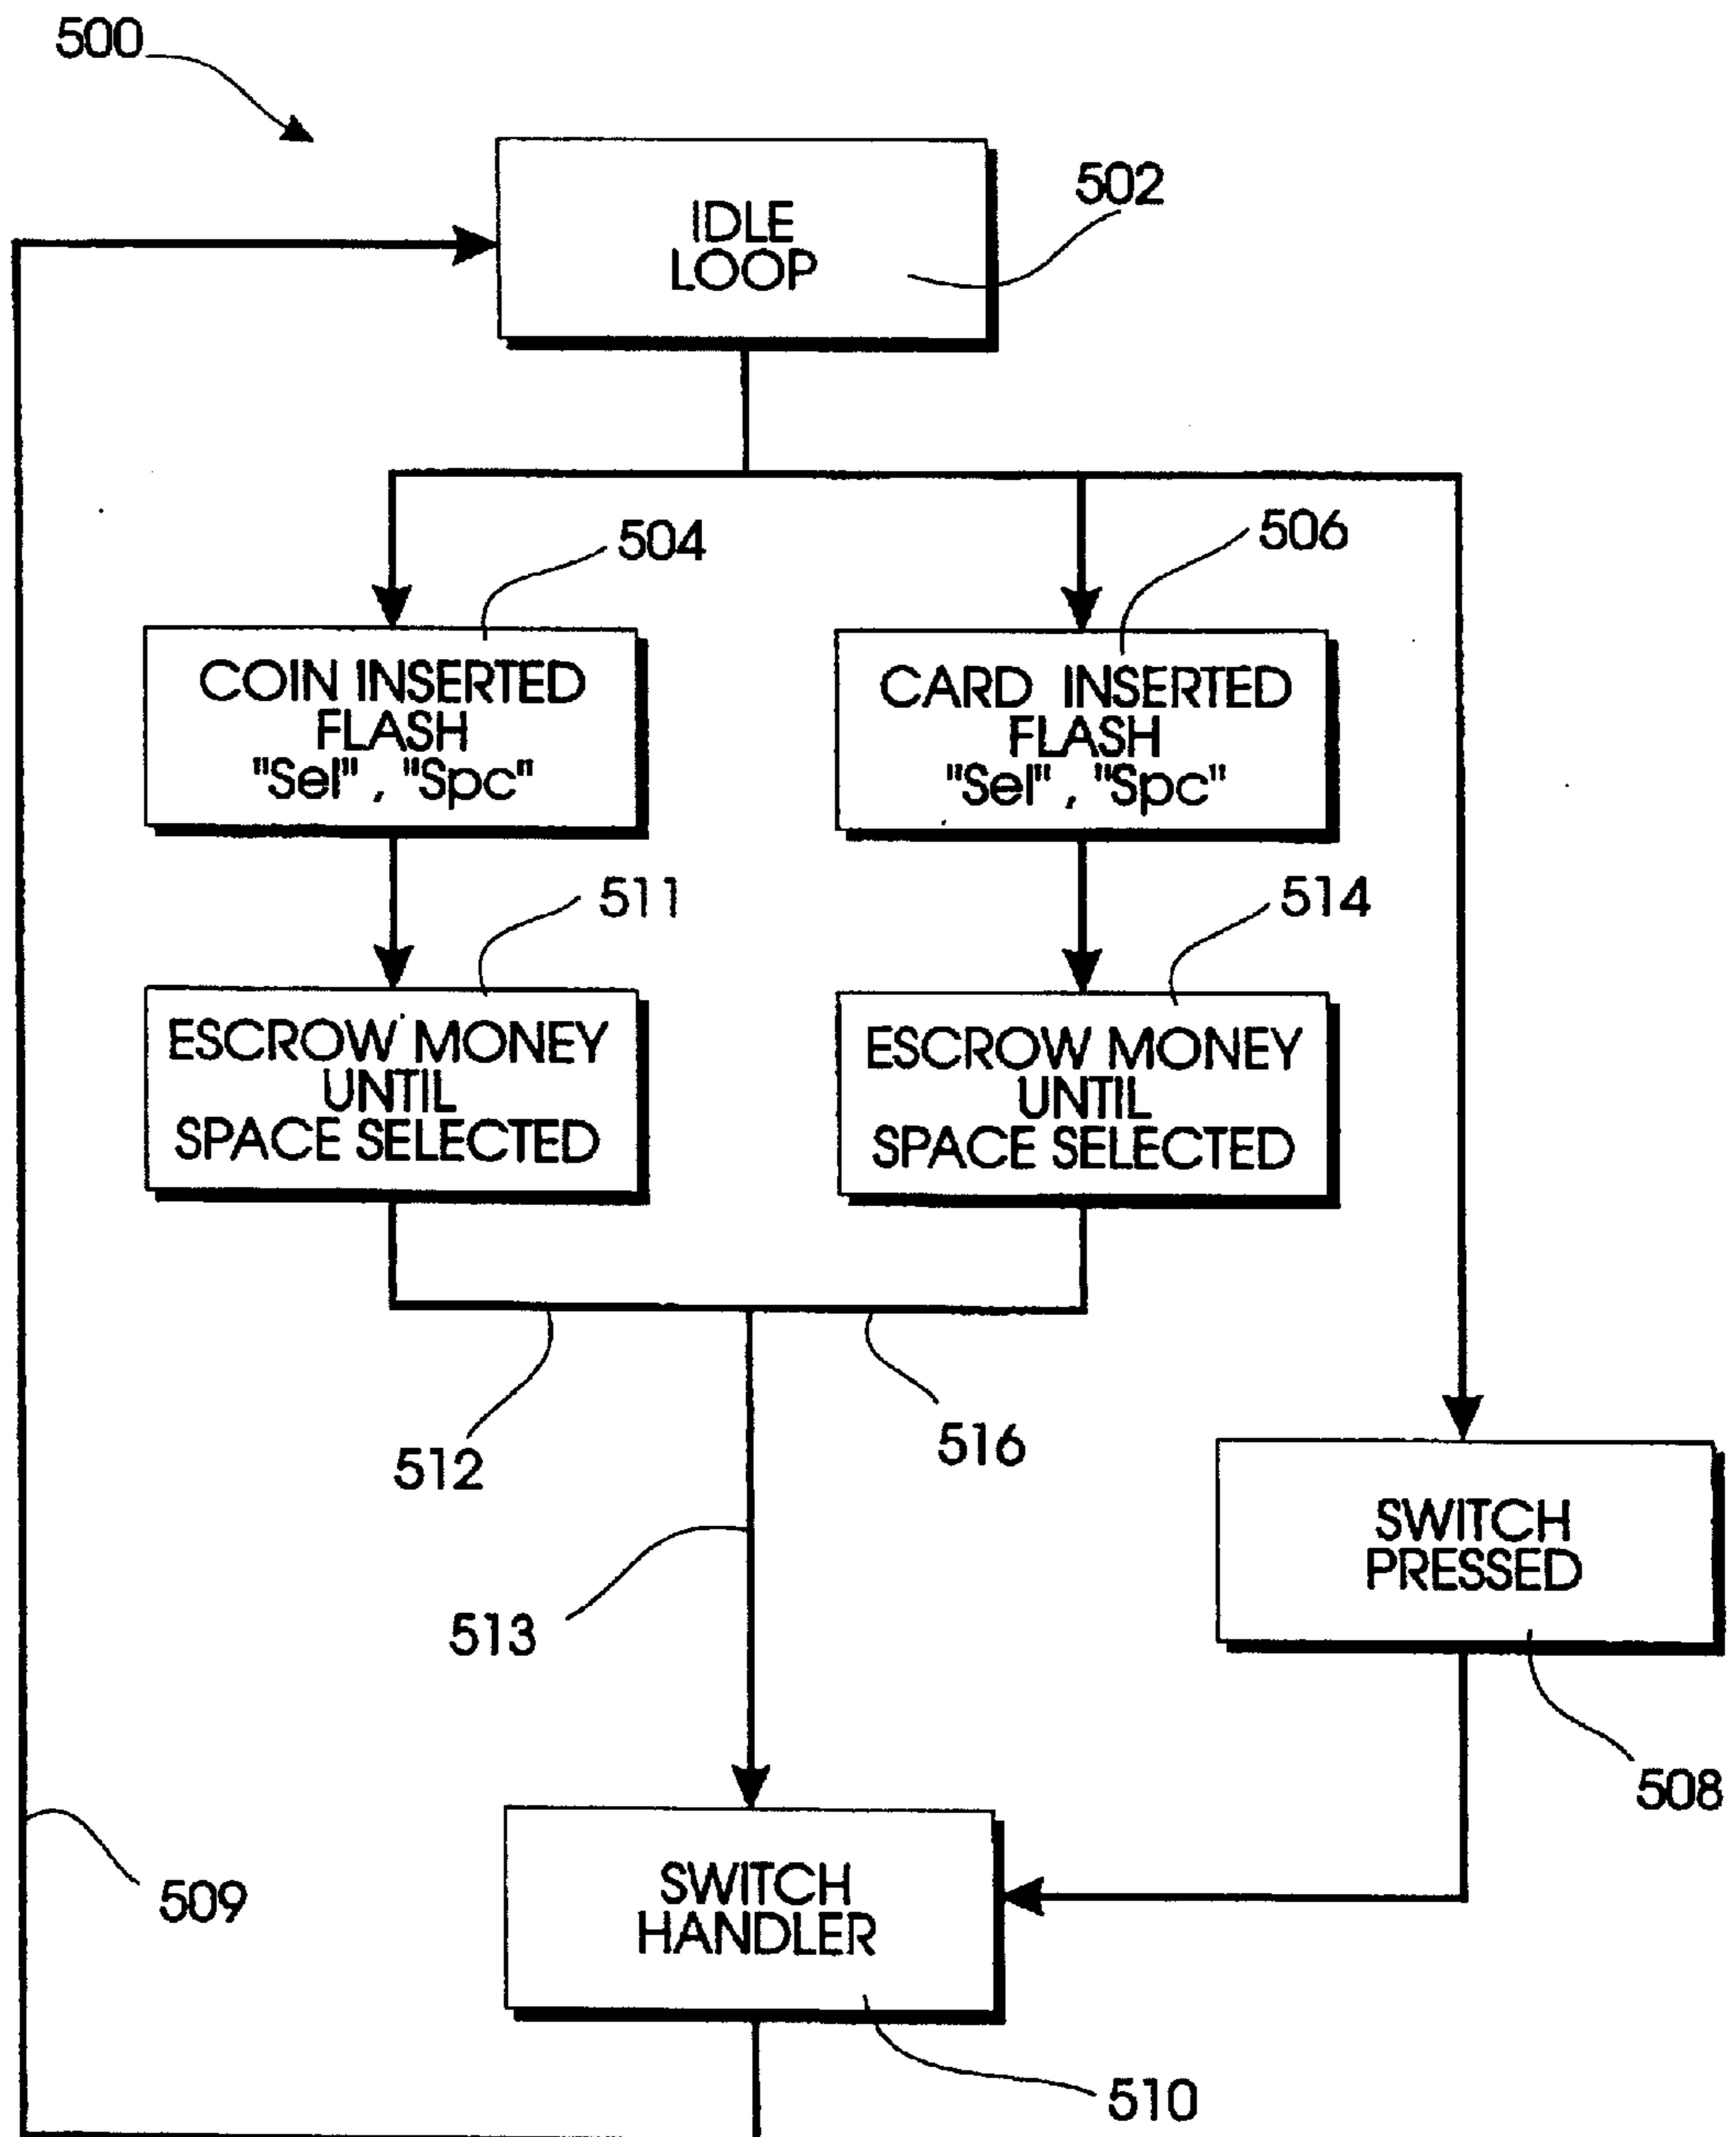 500
IDLE
LOOP
502
504
506
COIN INSERTED
FLASH
"Sel", "Spc"
CARD INSERTED
FLASH
"Sel", "Spc"
511
514
ESCROW MONEY
UNTIL
SPACE SELECTED
ESCROW MONEY
UNTIL
SPACE SELECTED
512
516
SWITCH
PRESSED
513
508
SWITCH
HANDLER
509
510